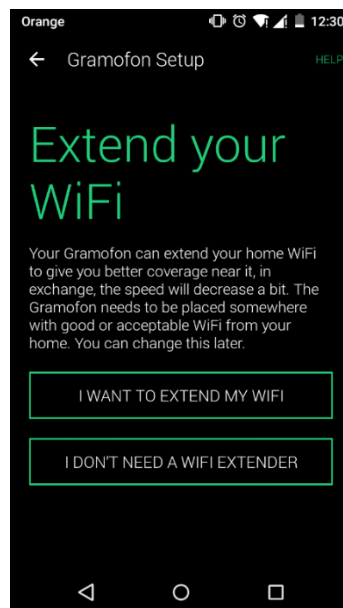 Orange 12:30
Gramofon Setup HELP
Extend your
WiFi
Your Gramofon can extend your home WiFi
to give you better coverage near it, in
exchange, the speed will decrease a bit. The
Gramofon needs to be placed somewhere
with good or acceptable WiFi from your
home. You can change this later.
I WANT TO EXTEND MY WIFI
I DON'T NEED A WIFI EXTENDER